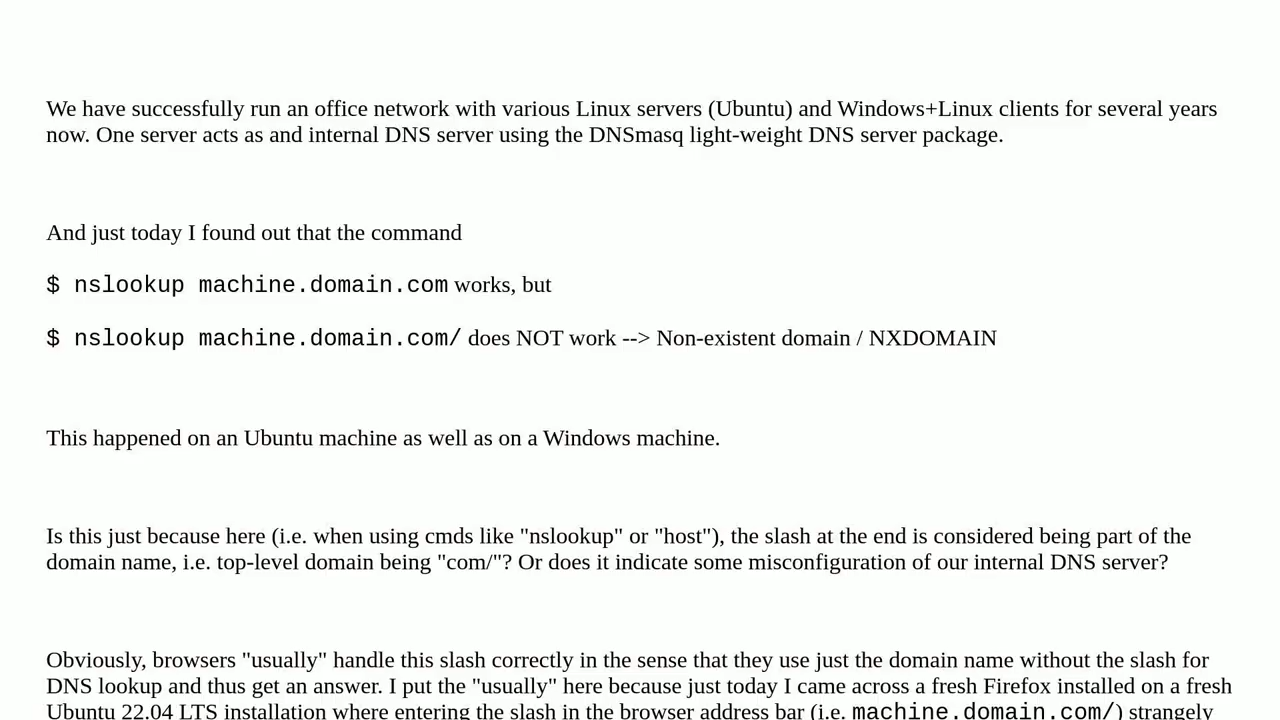 We have successfully run an office network with various Linux servers (Ubuntu) and Windows+Linux clients for several years
now. One server acts as and internal DNS server using the DNSmasq light-weight DNS server package.
And just today I found out that the command
$ nslookup machine.domain.com works, but
$ nslookup machine.domain.com/ does NOT work --> Non-existent domain / NXDOMAIN
This happened on an Ubuntu machine as well as on a Windows machine.
Is this just because here (i.e. when using cmds like "nslookup" or "host"), the slash at the end is considered being part of the
domain name, i.e. top-level domain being "com/"? Or does it indicate some misconfiguration of our internal DNS server?
Obviously, browsers "usually" handle this slash correctly in the sense that they use just the domain name without the slash for
DNS lookup and thus get an answer. I put the "usually" here because just today I came across a fresh Firefox installed on a fresh
Ubuntu 22.04 LTS installation where entering the slash in the browser address bar (i.e. machine.domain.com/) strangely